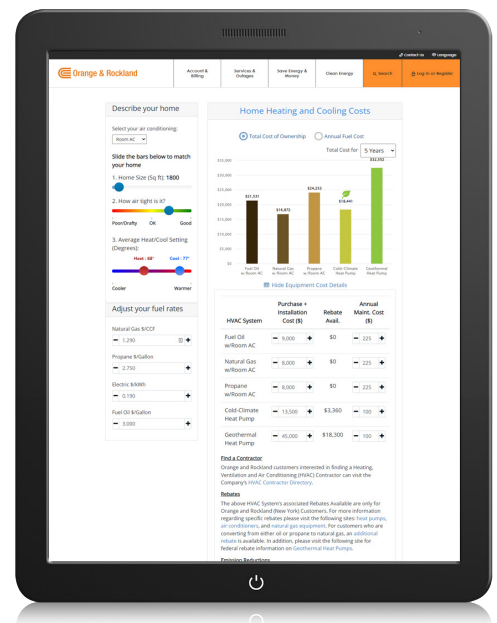 Contact Us Language
Orange & Rockland
Account &
Billing
Services &
Outages
Save Energy &
Money
Clean Energy
Search
Log In or Register
Describe your home
Select your air conditioning:
Room AC
Slide the bars below to match
your home
1. Home Size (Sq ft): 1800
2. How air tight is it?
Poor/Drafty OK Good
3. Average Heat/Cool Setting
(Degrees):
Heat : 68° Cool : 77°
Cooler Warmer
Adjust your fuel rates
Natural Gas $/CCF
1.290
Propane $/Gallon
2.750
Electric $/kWh
0.190
Fuel Oil $/Gallon
3.000
Home Heating and Cooling Costs
Total Cost of Ownership Annual Fuel Cost
Total Cost for 5 Years
$35,000
$30,000
$25,000
$20,000
$15,000
$10,000
$5,000
$0
Fuel Oil
w/Room AC
Natural Gas
w/Room AC
Propane
w/Room AC
Cold-Climate
Heat Pump
Geothermal
Heat Pump
Hide Equipment Cost Details
HVAC System
Purchase +
Installation
Cost ($)
Rebate
Avail.
Annual
Maint. Cost
($)
Fuel Oil
w/Room AC
− 9,000 + $0 − 225 +
Natural Gas
w/Room AC
− 8,000 + $0 − 225 +
Propane
w/Room AC
− 8,000 + $0 − 225 +
Cold-Climate
Heat Pump
− 13,500 + $3,360 − 100 +
Geothermal
Heat Pump
− 45,000 + $18,300 − 100 +
Find a Contractor
Orange and Rockland customers interested in finding a Heating,
Ventilation and Air Conditioning (HVAC) Contractor can visit the
Company's HVAC Contractor Directory.
Rebates
The above HVAC System's associated Rebates Available are only for
Orange and Rockland (New York) Customers. For more information
regarding specific rebates please visit the following sites: heat pumps,
air conditioners, and natural gas equipment. For customers who are
converting from either oil or propane to natural gas, an additional
rebate is available. In addition, please visit the following site for
federal rebate information on Geothermal Heat Pumps.
Emission Reductions